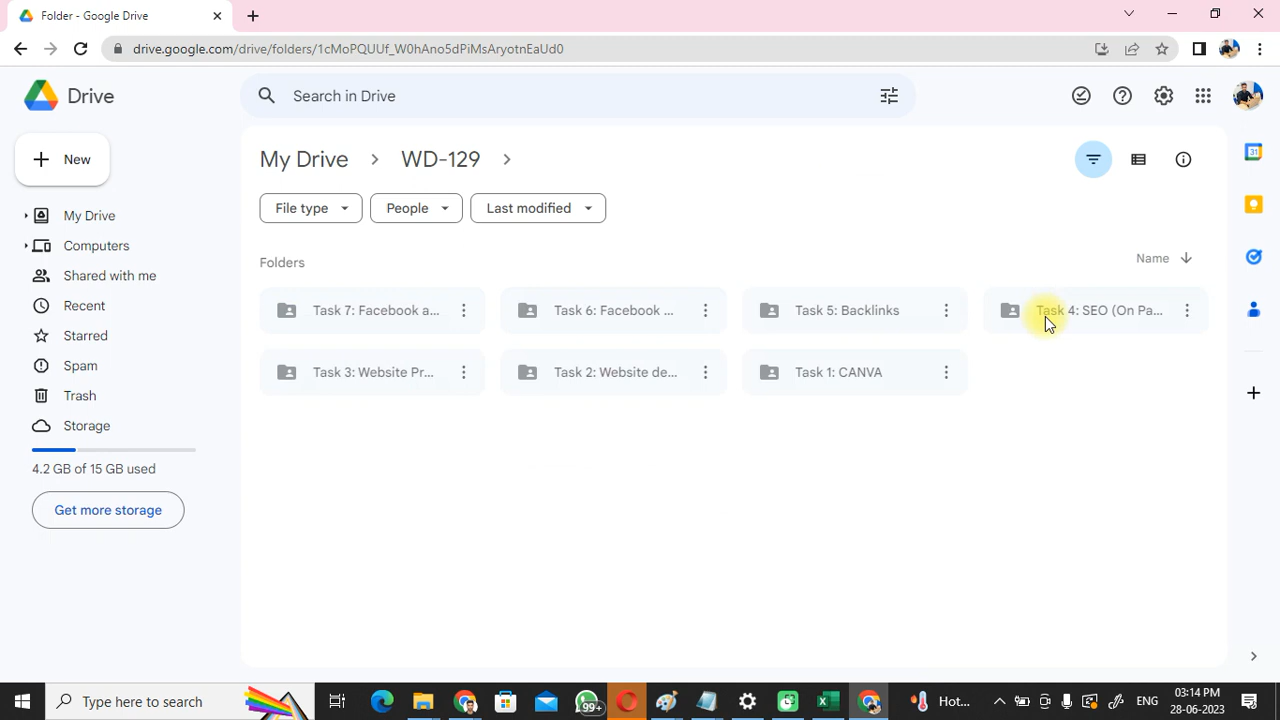 Folder - Google Drive
drive.google.com/drive/folders/1cMoPQUUf_W0hAno5dPiMsAryotnEaUd0
Drive
Search in Drive
New
My Drive
Computers
Shared with me
Recent
Starred
Spam
Trash
Storage
4.2 GB of 15 GB used
Get more storage
My Drive > WD-129 >
File type People Last modified
Folders Name
Task 7: Facebook a... Task 6: Facebook ... Task 5: Backlinks Task 4: SEO (On Pa...
Task 3: Website Pr... Task 2: Website de... Task 1: CANVA
31
Type here to search
99+
Hot...
ENG
03:14 PM
28-06-2023